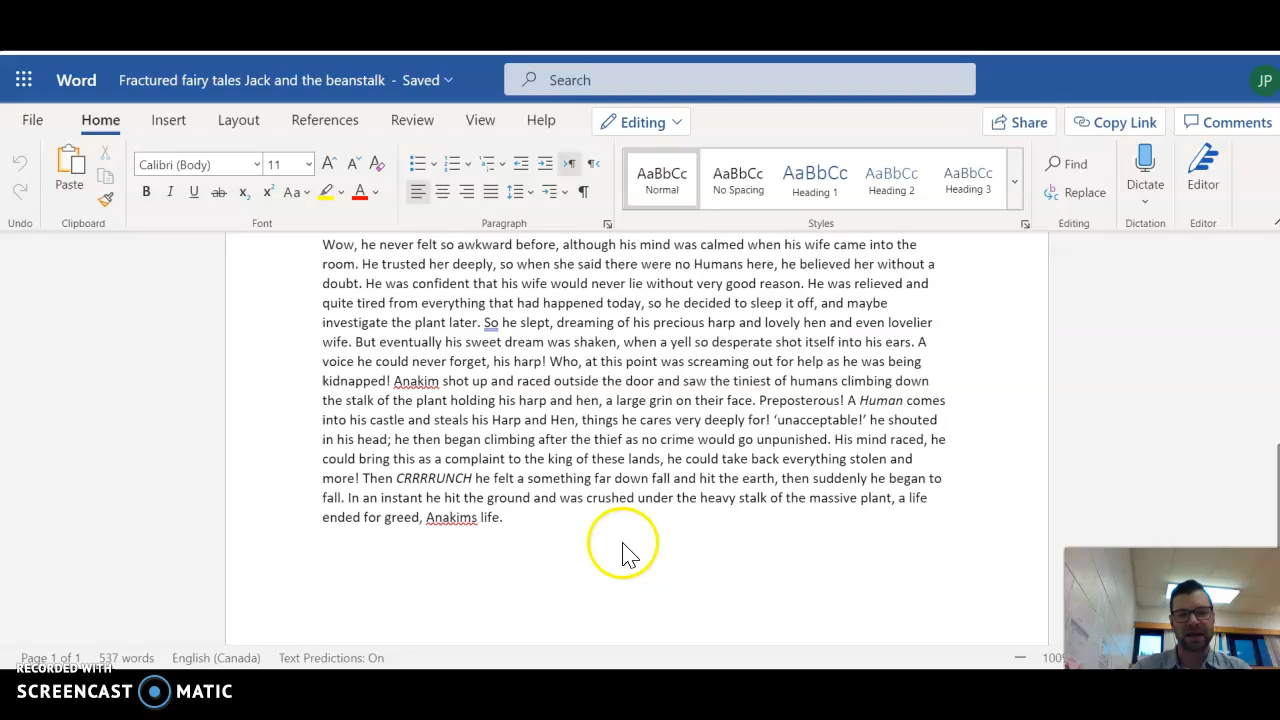 Word Fractured fairy tales Jack and the beanstalk - Saved Search JP
File Home Insert Layout References Review View Help Editing Share Copy Link Comments
Calibri (Body) 11 AaBbCc AaBbCc AaBbCc AaBbCc AaBbCc Find
Paste Normal No Spacing Heading 1 Heading 2 Heading 3 Replace Dictate Editor
Undo Clipboard Font Paragraph Styles Editing Dictation Editor
Wow, he never felt so awkward before, although his mind was calmed when his wife came into the
room. He trusted her deeply, so when she said there were no Humans here, he believed her without a
doubt. He was confident that his wife would never lie without very good reason. He was relieved and
quite tired from everything that had happened today, so he decided to sleep it off, and maybe
investigate the plant later. So he slept, dreaming of his precious harp and lovely hen and even lovelier
wife. But eventually his sweet dream was shaken, when a yell so desperate shot itself into his ears. A
voice he could never forget, his harp! Who, at this point was screaming out for help as he was being
kidnapped! Anakim shot up and raced outside the door and saw the tiniest of humans climbing down
the stalk of the plant holding his harp and hen, a large grin on their face. Preposterous! A Human comes
into his castle and steals his Harp and Hen, things he cares very deeply for! ‘unacceptable!’ he shouted
in his head; he then began climbing after the thief as no crime would go unpunished. His mind raced, he
could bring this as a complaint to the king of these lands, he could take back everything stolen and
more! Then CRRRRUNCH he felt a something far down fall and hit the earth, then suddenly he began to
fall. In an instant he hit the ground and was crushed under the heavy stalk of the massive plant, a life
ended for greed, Anakims life.
Page 1 of 1 537 words English (Canada) Text Predictions: On 100%
RECORDED WITH
SCREENCAST MATIC